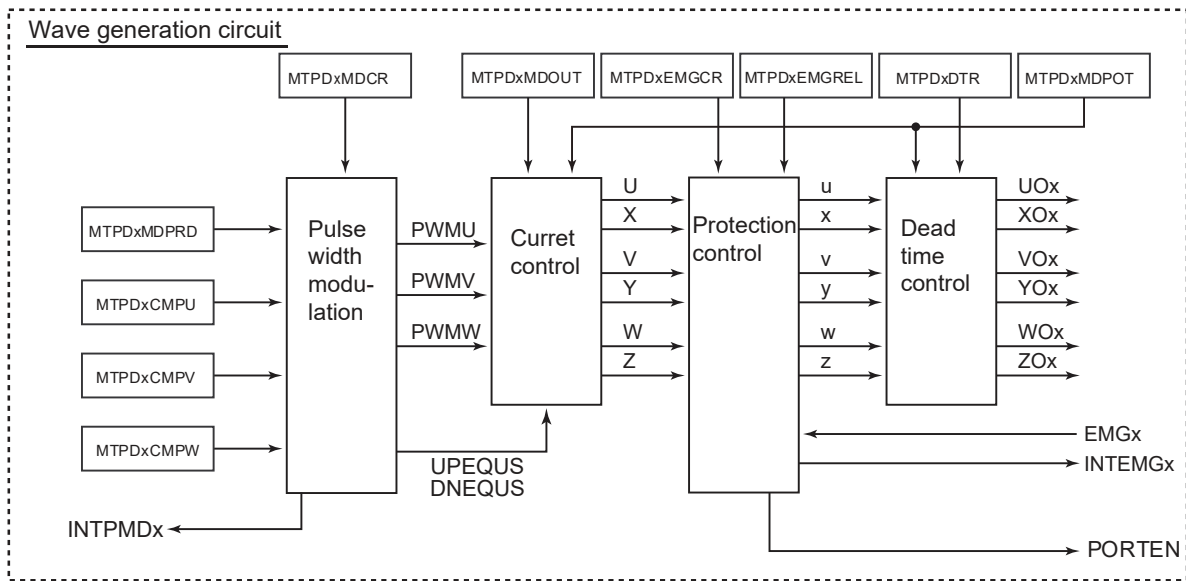 Wave generation circuit
MTPDxMDCR
MTPDxMDOUT
MTPDxEMGCR
MTPDxEMGREL
MTPDxDTR
MTPDxMDPOT
MTPDxMDPRD
MTPDxCMPU
MTPDxCMPV
MTPDxCMPW
Pulse
width
modu-
lation
PWMU
PWMV
PWMW
UPEQUS
DNEQUS
INTPMDx
Curret
control
U
X
V
Y
W
Z
Protection
control
u
x
v
y
w
z
Dead
time
control
UOx
XOx
VOx
YOx
WOx
ZOx
EMGx
INTEMGx
PORTEN